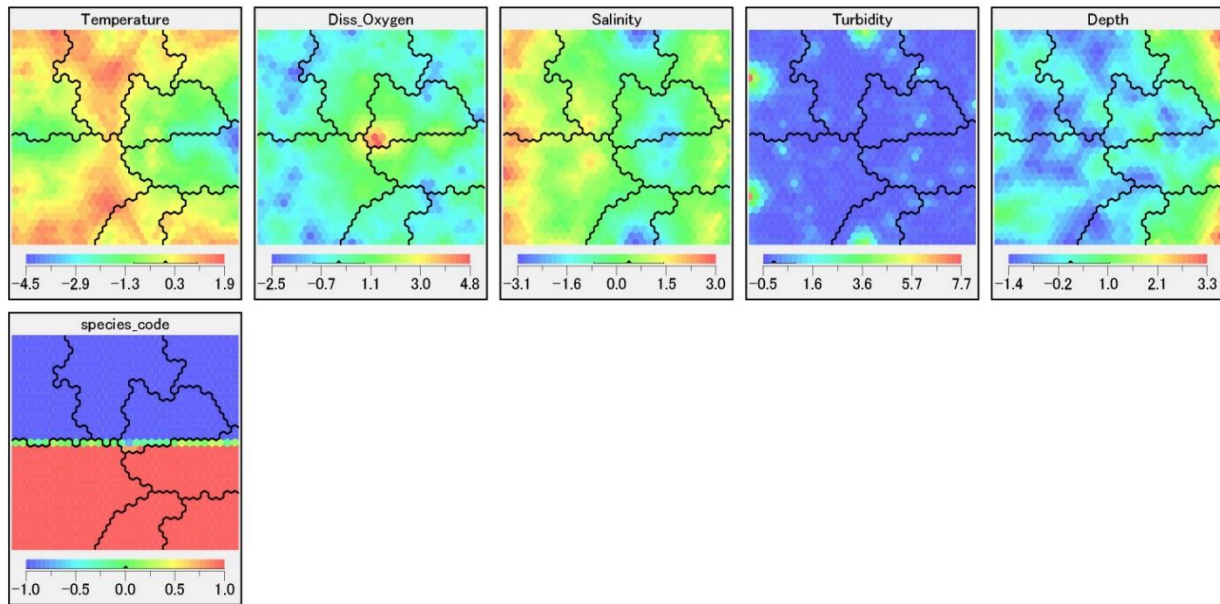 Temperature
-4.5 -2.9 -1.3 0.3 1.9
Diss_Oxygen
-2.5 -0.7 1.1 3.0 4.8
Salinity
-3.1 -1.6 0.0 1.5 3.0
Turbidity
-0.5 1.6 3.6 5.7 7.7
Depth
-1.4 -0.2 1.0 2.1 3.3
species_code
-1.0 -0.5 0.0 0.5 1.0